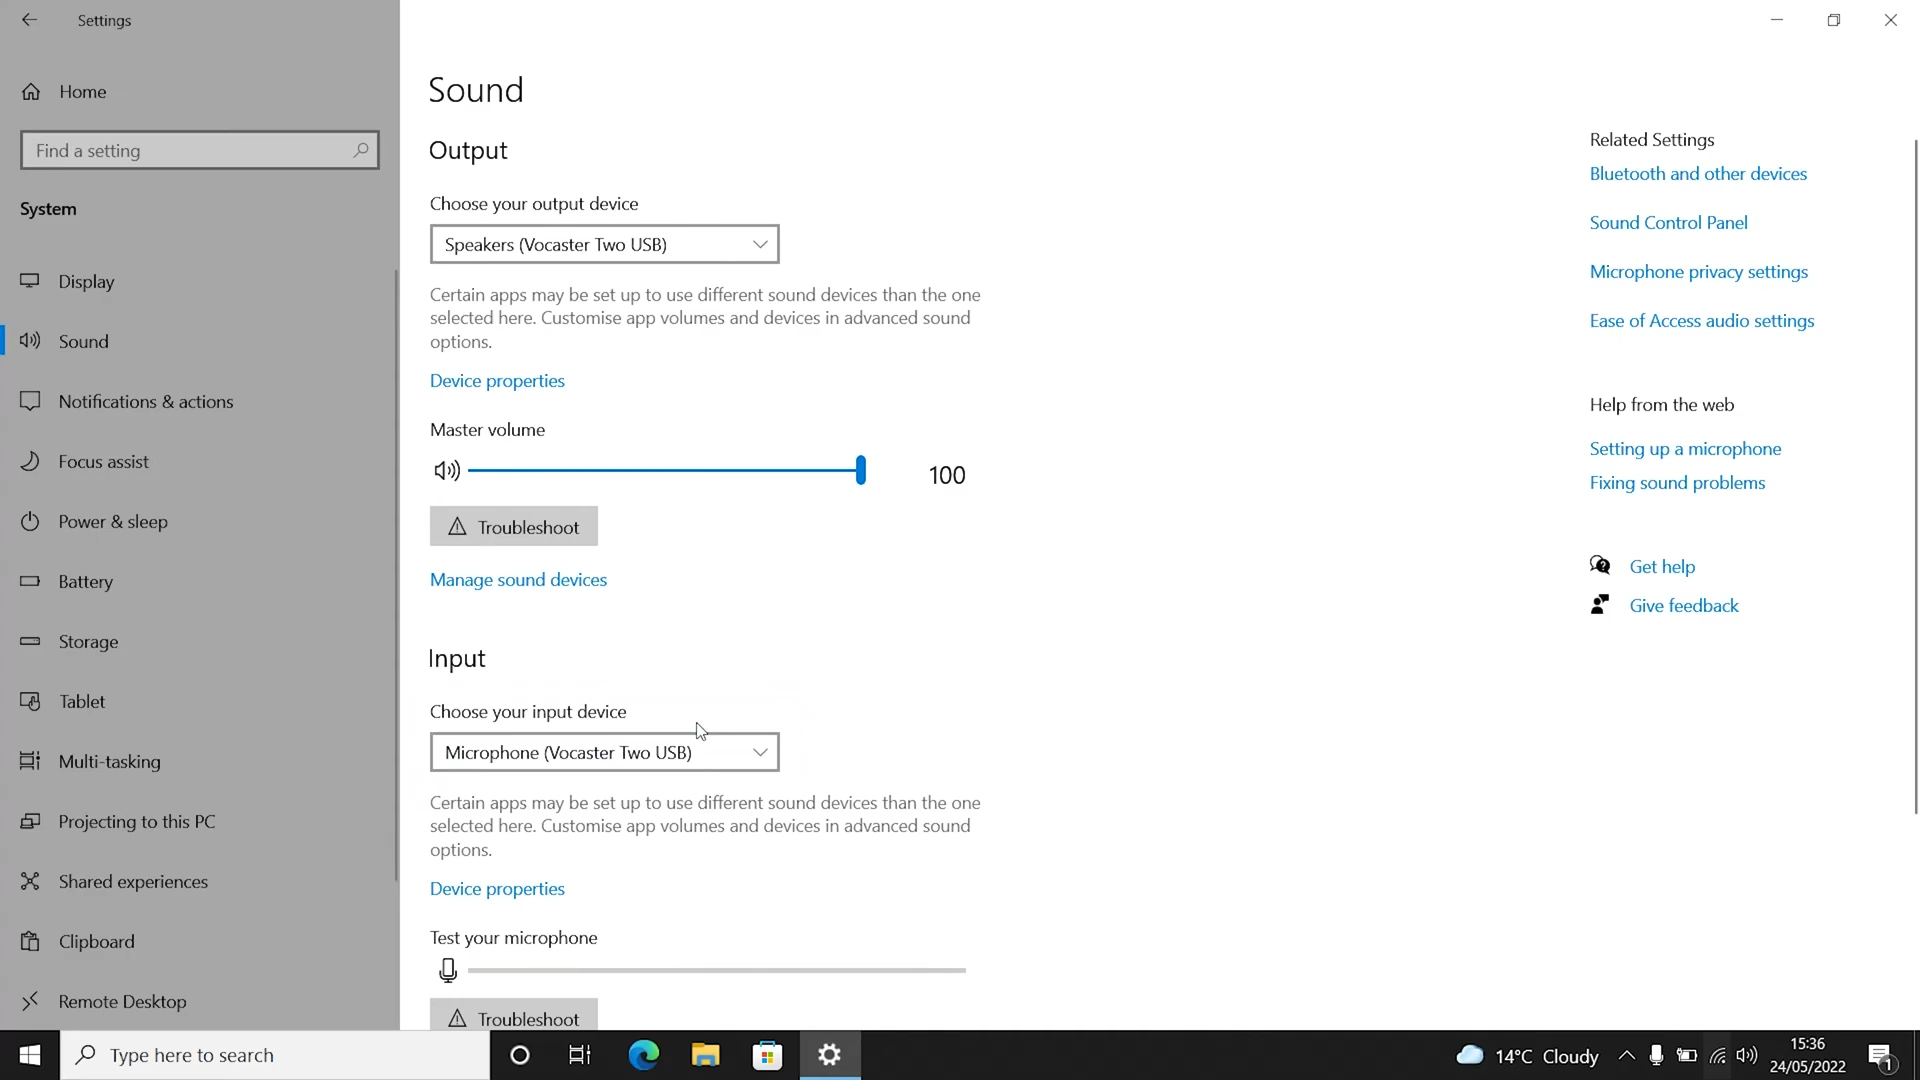 Settings
Home
Find a setting
System
Display
Sound
Notifications & actions
Focus assist
Power & sleep
Battery
Storage
Tablet
Multi-tasking
Projecting to this PC
Shared experiences
Clipboard
Remote Desktop
Sound
Output
Choose your output device
Speakers (Vocaster Two USB)
Certain apps may be set up to use different sound devices than the one
selected here. Customise app volumes and devices in advanced sound
options.
Device properties
Master volume
100
Troubleshoot
Manage sound devices
Input
Choose your input device
Microphone (Vocaster Two USB)
Certain apps may be set up to use different sound devices than the one
selected here. Customise app volumes and devices in advanced sound
options.
Device properties
Test your microphone
Troubleshoot
Related Settings
Bluetooth and other devices
Sound Control Panel
Microphone privacy settings
Ease of Access audio settings
Help from the web
Setting up a microphone
Fixing sound problems
Get help
Give feedback
Type here to search
14°C Cloudy
15:36
24/05/2022
1